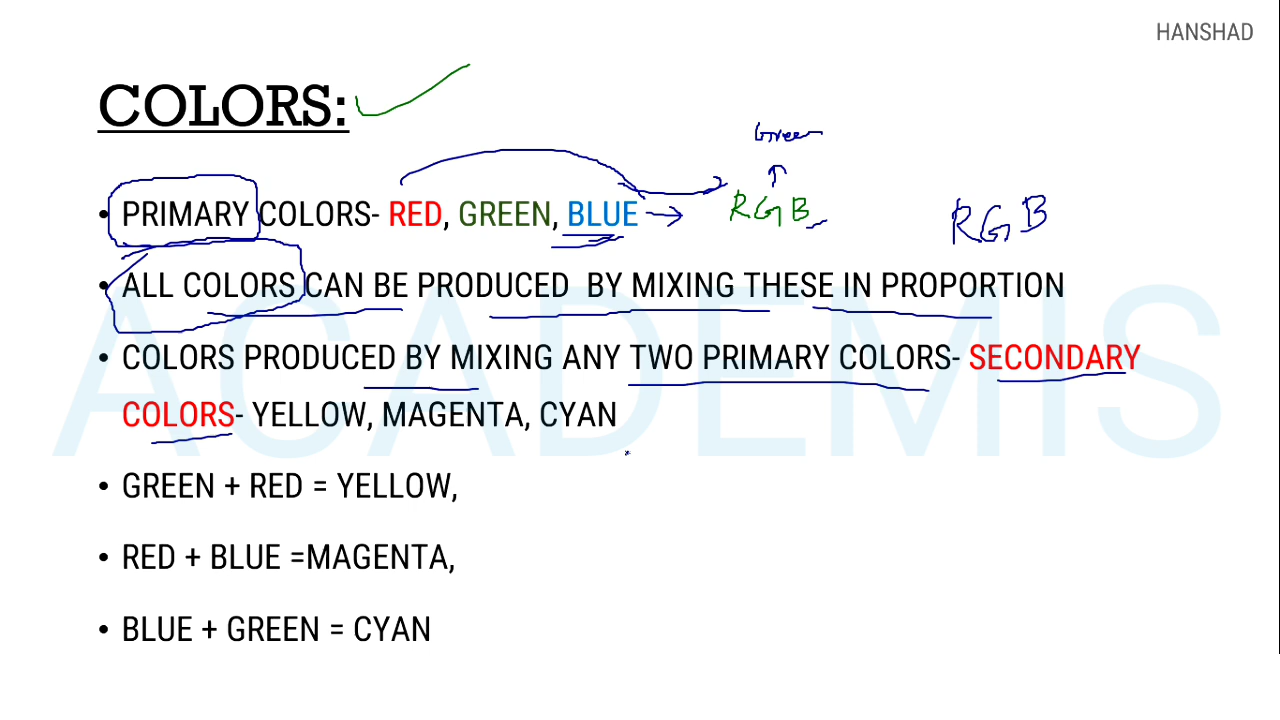 HANSHAD
COLORS:
Green
• PRIMARY COLORS- RED, GREEN, BLUE → RGB RGB
• ALL COLORS CAN BE PRODUCED BY MIXING THESE IN PROPORTION
• COLORS PRODUCED BY MIXING ANY TWO PRIMARY COLORS- SECONDARY
COLORS- YELLOW, MAGENTA, CYAN
ACADEMIS
• GREEN + RED = YELLOW,
• RED + BLUE =MAGENTA,
• BLUE + GREEN = CYAN